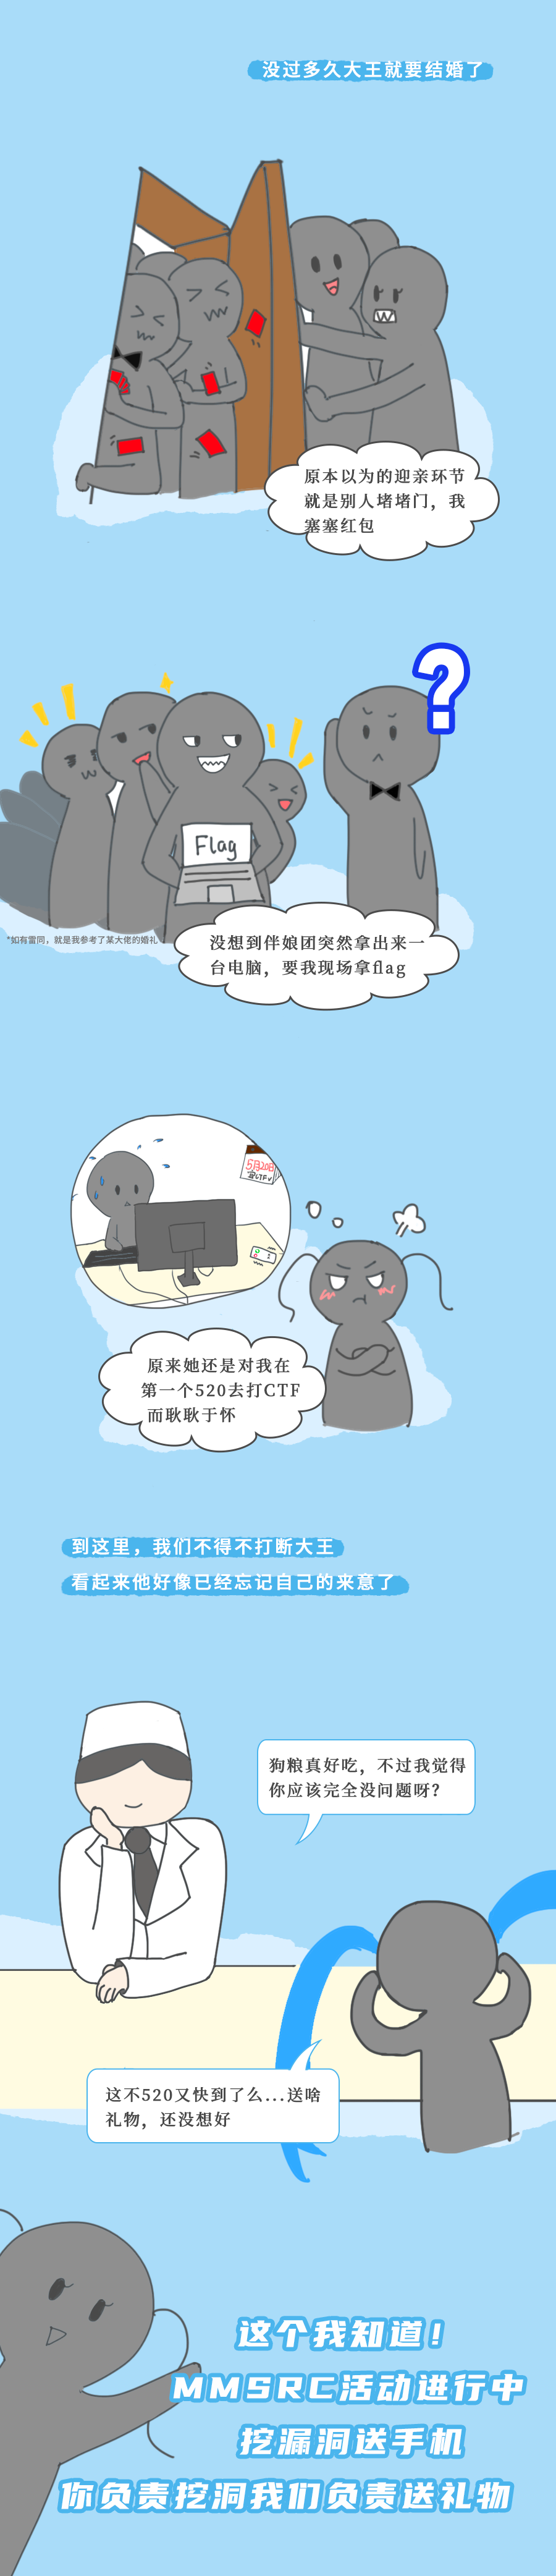 没过多久大王就要结婚了
原本以为的迎亲环节
就是别人堵堵门，我
塞塞红包
?
Flag
*如有雷同，就是我参考了某大佬的婚礼
没想到伴娘团突然拿出来一
台电脑，要我现场拿flag
5月20日
宜CTF
原来她还是对我在
第一个520去打CTF
而耿耿于怀
到这里，我们不得不打断大王
看起来他好像已经忘记自己的来意了
狗粮真好吃，不过我觉得
你应该完全没问题呀？
这不520又快到了么...送啥
礼物，还没想好
这个我知道！
MMSRC活动进行中
挖漏洞送手机
你负责挖洞我们负责送礼物